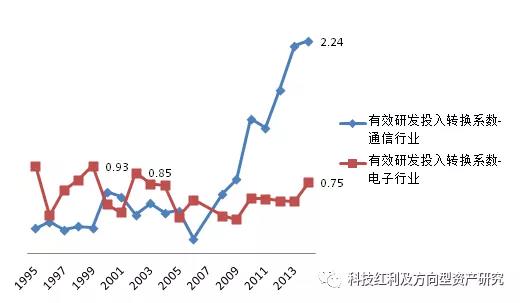 2.24
0.93
0.85
0.75
有效研发投入转换系数-
通信行业
有效研发投入转换系数-
电子行业
1995
1997
1999
2001
2003
2005
2007
2009
2011
2013
科技红利及方向型资产研究